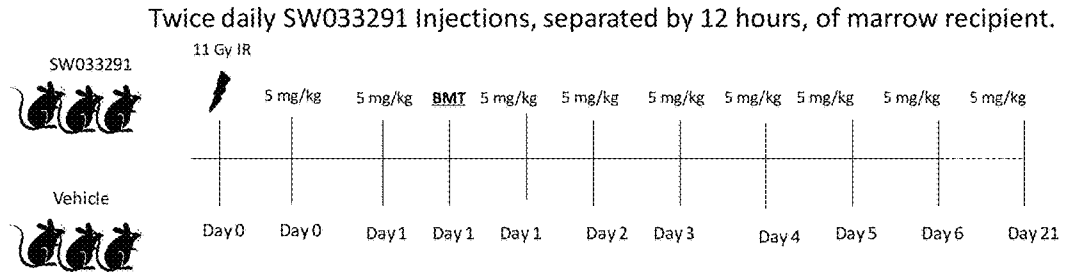 Twice daily SW033291 Injections, separated by 12 hours, of marrow recipient.
11 Gy IR
SW033291
5 mg/kg 5 mg/kg BMT 5 mg/kg 5 mg/kg 5 mg/kg 5 mg/kg 5 mg/kg 5 mg/kg 5 mg/kg
Vehicle
Day 0 Day 0 Day 1 Day 1 Day 1 Day 2 Day 3 Day 4 Day 5 Day 6 Day 21